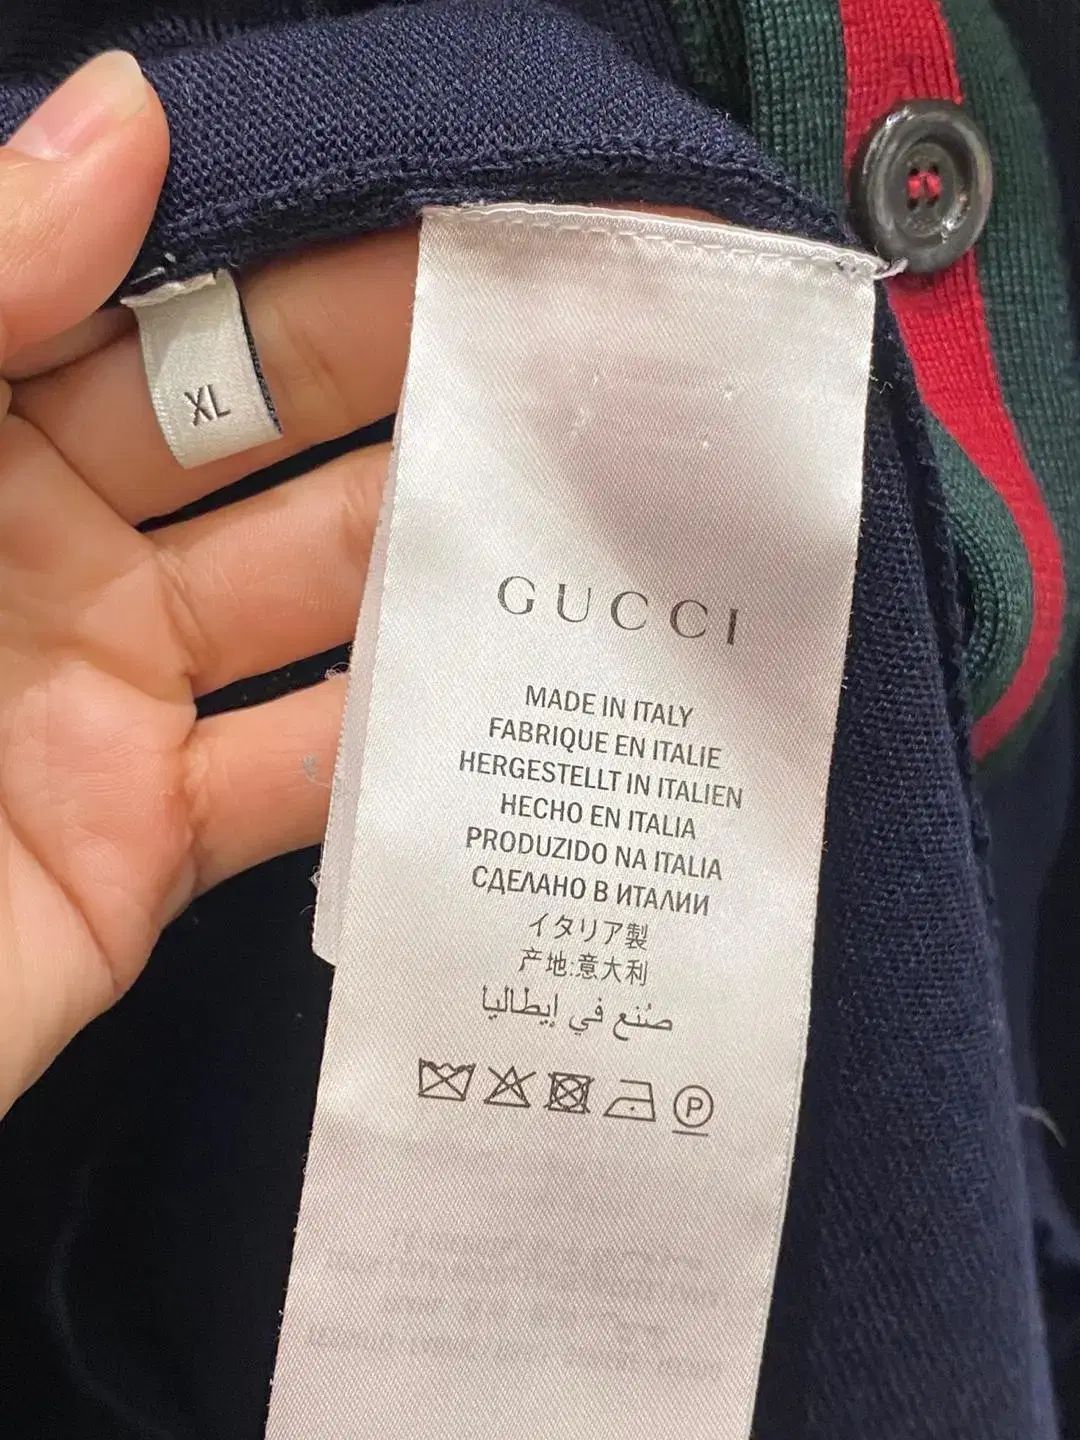 XL
GUCCI
MADE IN ITALY
FABRIQUE EN ITALIE
HERGESTELLT IN ITALIEN
HECHO EN ITALIA
PRODUZIDO NA ITALIA
СДЕЛАНО В ИТАЛИИ
イタリア製
产地:意大利
صُنع في إيطاليا
P